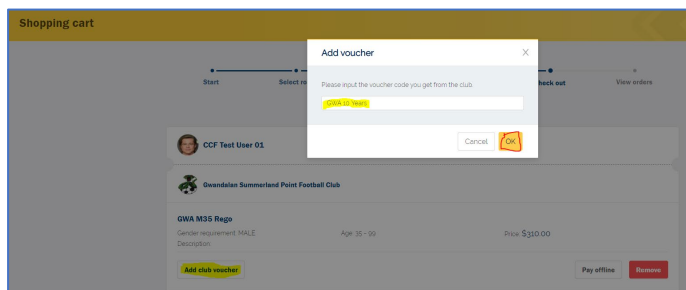 Shopping cart
Add voucher X
Start Select ro heck out View orders
Please input the voucher code you get from the club:
GWA 10 Years
Cancel OK
CCF Test User 01
Gwandalan Summerland Point Football Club
GWA M35 Rego
Gender requirement: MALE Age: 35 - 99 Price: $310.00
Description:
Add club voucher Pay offline Remove